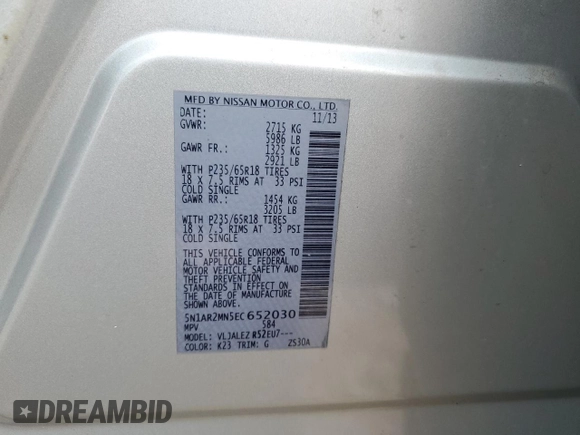 MFD BY NISSAN MOTOR CO., LTD.
DATE: 11/13
GVWR: 2715 KG
5986 LB
GAWR FR.: 1325 KG
2921 LB
WITH P235/65R18 TIRES
18 X 7.5 RIMS AT 33 PSI
COLD SINGLE
GAWR RR.: 1454 KG
3205 LB
WITH P235/65R18 TIRES
18 X 7.5 RIMS AT 33 PSI
COLD SINGLE
THIS VEHICLE CONFORMS TO
ALL APPLICABLE FEDERAL
MOTOR VEHICLE SAFETY AND
THEFT PREVENTION
STANDARDS IN EFFECT ON
THE DATE OF MANUFACTURE
SHOWN ABOVE.
5N1AR2MN5EC652030
MPV 584
MODEL: VLJALEZ R52EU7---
COLOR: K23 TRIM: G ZS30A
DREAMBID